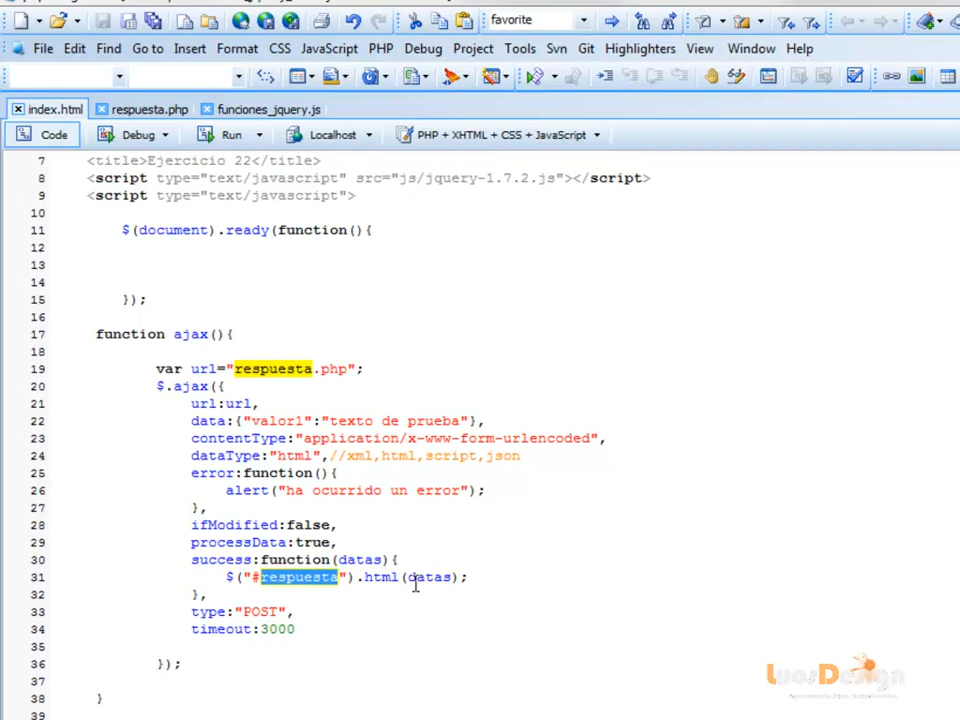 favorite
File Edit Find Go to Insert Format CSS JavaScript PHP Debug Project Tools Svn Git Highlighters View Window Help
index.html respuesta.php funciones_jquery.js
Code Debug Run Localhost PHP + XHTML + CSS + JavaScript
7 <title>Ejercicio 22</title>
8 <script type="text/javascript" src="js/jquery-1.7.2.js"></script>
9 <script type="text/javascript">
10
11 $(document).ready(function(){
12
13
14
15 });
16
17 function ajax(){
18
19 var url="respuesta.php";
20 $.ajax({
21 url:url,
22 data:{"valor1":"texto de prueba"},
23 contentType:"application/x-www-form-urlencoded",
24 dataType:"html",//xml,html,script,json
25 error:function(){
26 alert("ha ocurrido un error");
27 },
28 ifModified:false,
29 processData:true,
30 success:function(datas){
31 $("#respuesta").html(datas);
32 },
33 type:"POST",
34 timeout:3000
35
36 });
37
38 }
39
LuosDesign